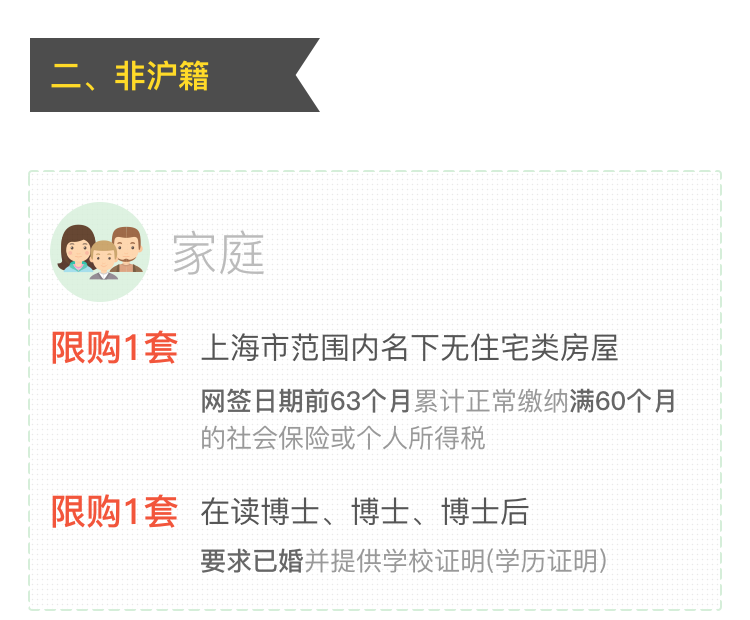 二、非沪籍
家庭
限购1套 上海市范围内名下无住宅类房屋
网签日期前63个月累计正常缴纳满60个月
的社会保险或个人所得税
限购1套 在读博士、博士、博士后
要求已婚并提供学校证明(学历证明)